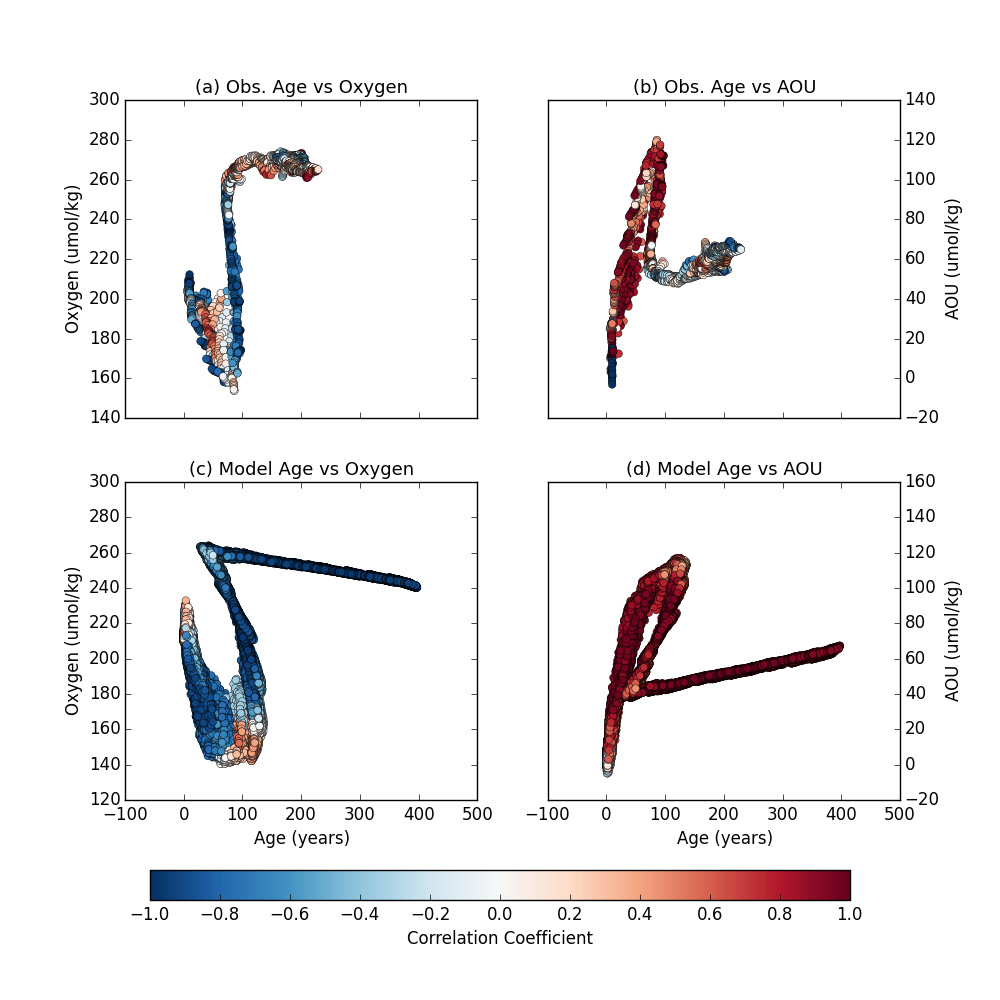 (a) Obs. Age vs Oxygen
(b) Obs. Age vs AOU
300
280
260
240
220
200
180
160
140
Oxygen (umol/kg)
140
120
100
80
60
40
20
0
−20
AOU (umol/kg)
(c) Model Age vs Oxygen
(d) Model Age vs AOU
300
280
260
240
220
200
180
160
140
120
Oxygen (umol/kg)
160
140
120
100
80
60
40
20
0
−20
AOU (umol/kg)
−100 0 100 200 300 400 500
Age (years)
−100 0 100 200 300 400 500
Age (years)
−1.0 −0.8 −0.6 −0.4 −0.2 0.0 0.2 0.4 0.6 0.8 1.0
Correlation Coefficient